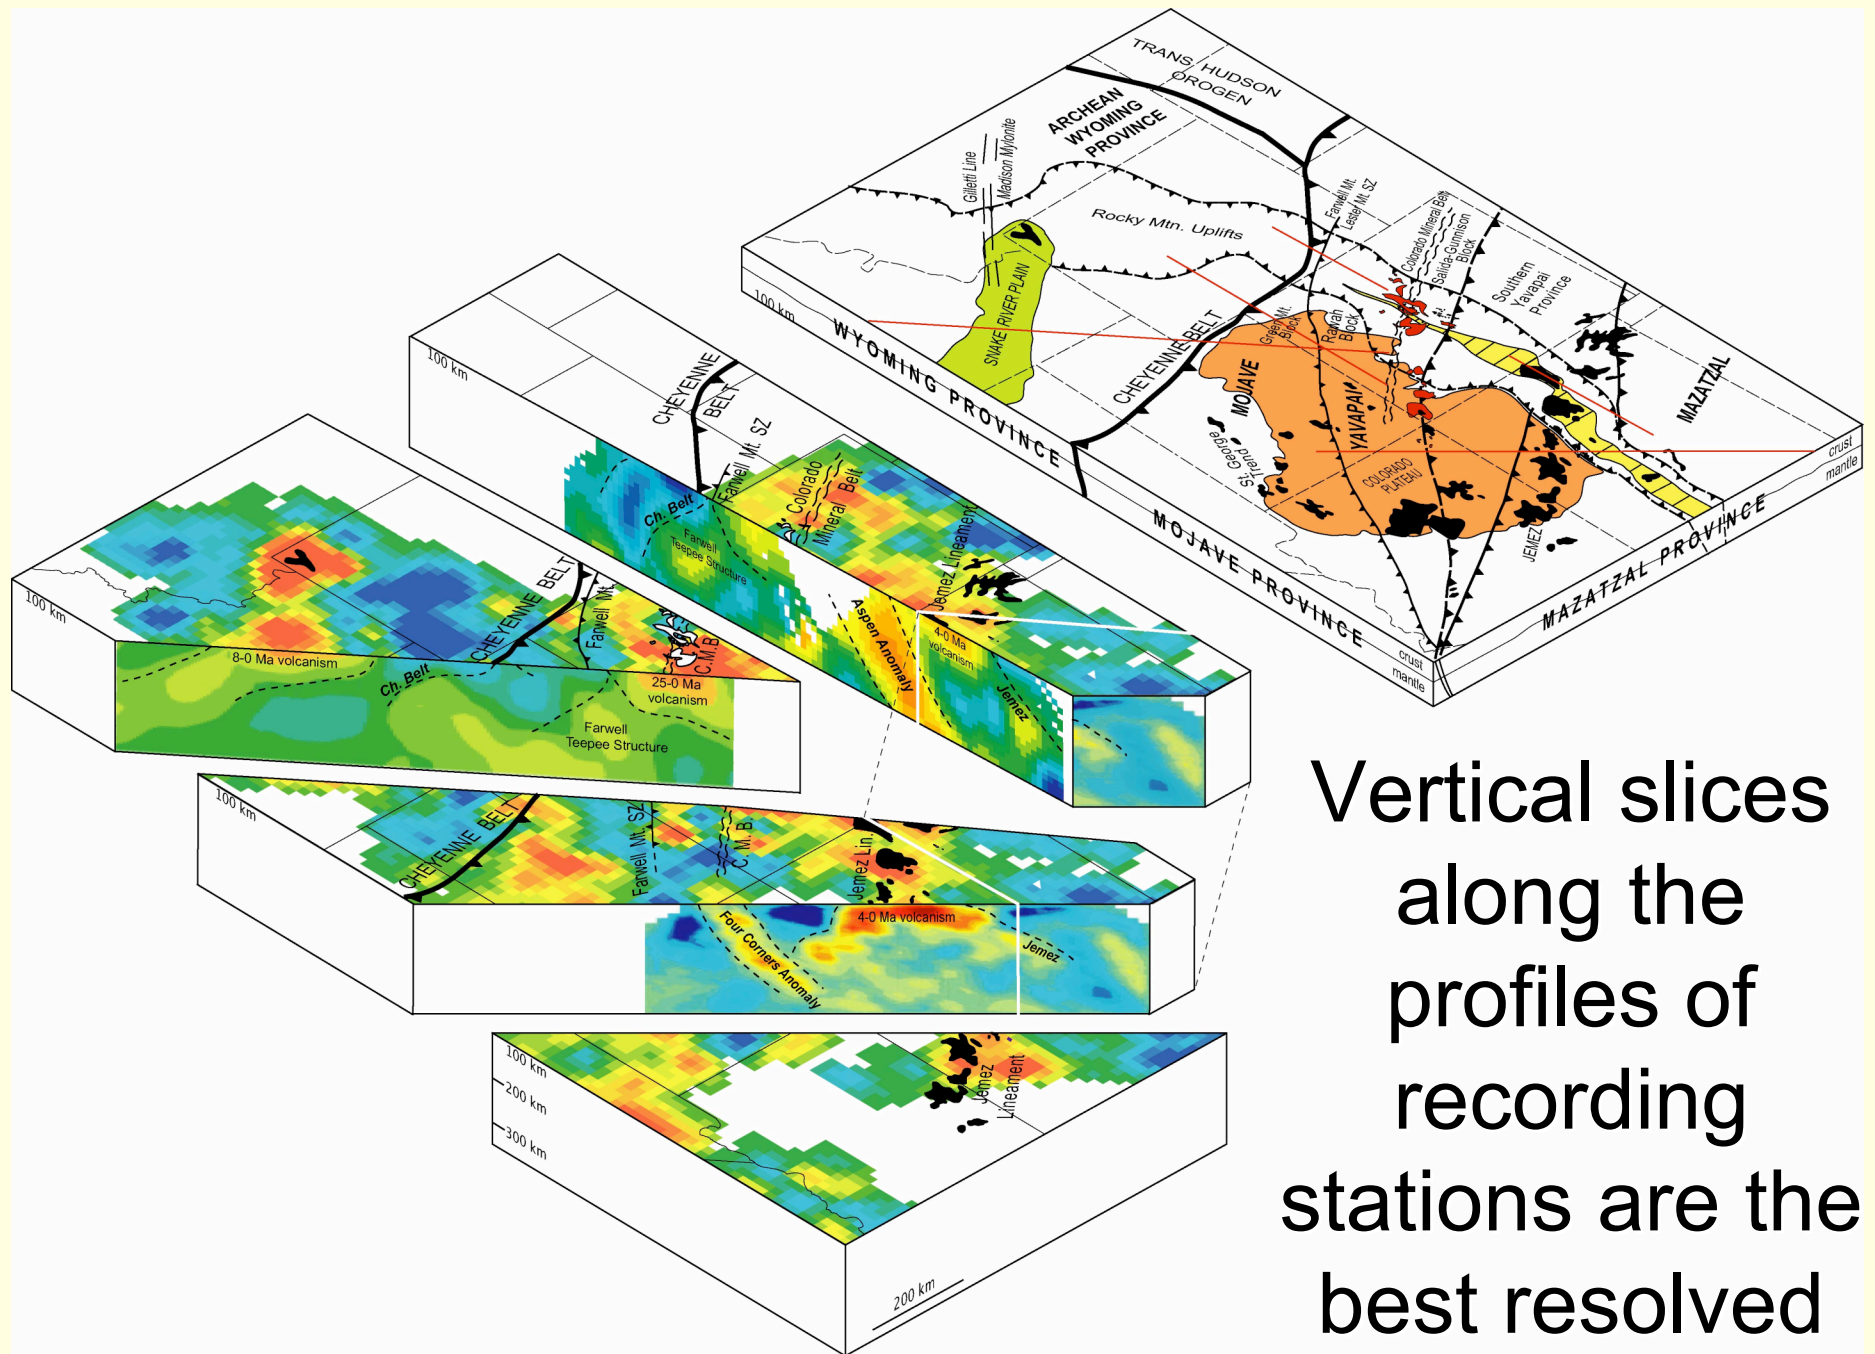 TRANS HUDSON
OROGEN
ARCHEAN
WYOMING
PROVINCE
Gilletti Line
Madison Mylonite
Rocky Mtn. Uplifts
Farwell Mt.
Lester Mt. SZ
Colorado Mineral Belt
Salida-Gunnison
Block
Southern
Yavapai
Province
SNAKE RIVER PLAIN
100 km
WYOMING PROVINCE
CHEYENNE BELT
Green Mt.
Block
Rawah
Block
MOJAVE
YAVAPAI
MAZATZAL
St. George
Trend
COLORADO
PLATEAU
JEMEZ
crust
mantle
MOJAVE PROVINCE
MAZATZAL PROVINCE
crust
mantle
100 km
CHEYENNE
BELT
Farwell Mt. SZ
Colorado
Mineral Belt
Ch. Belt
Farwell
Teepee Structure
Jemez Lineament
Aspen Anomaly
4-0 Ma
volcanism
Jemez
100 km
Y
CHEYENNE BELT
Farwell Mt.
C.M.B
8-0 Ma volcanism
Ch. Belt
25-0 Ma
volcanism
Farwell
Teepee Structure
100 km
CHEYENNE BELT
Farwell Mt. SZ
C. M. B.
Jemez Lin.
4-0 Ma volcanism
Four Corners Anomaly
Jemez
100 km
200 km
300 km
Jemez
Lineament
200 km
Vertical slices
along the
profiles of
recording
stations are the
best resolved